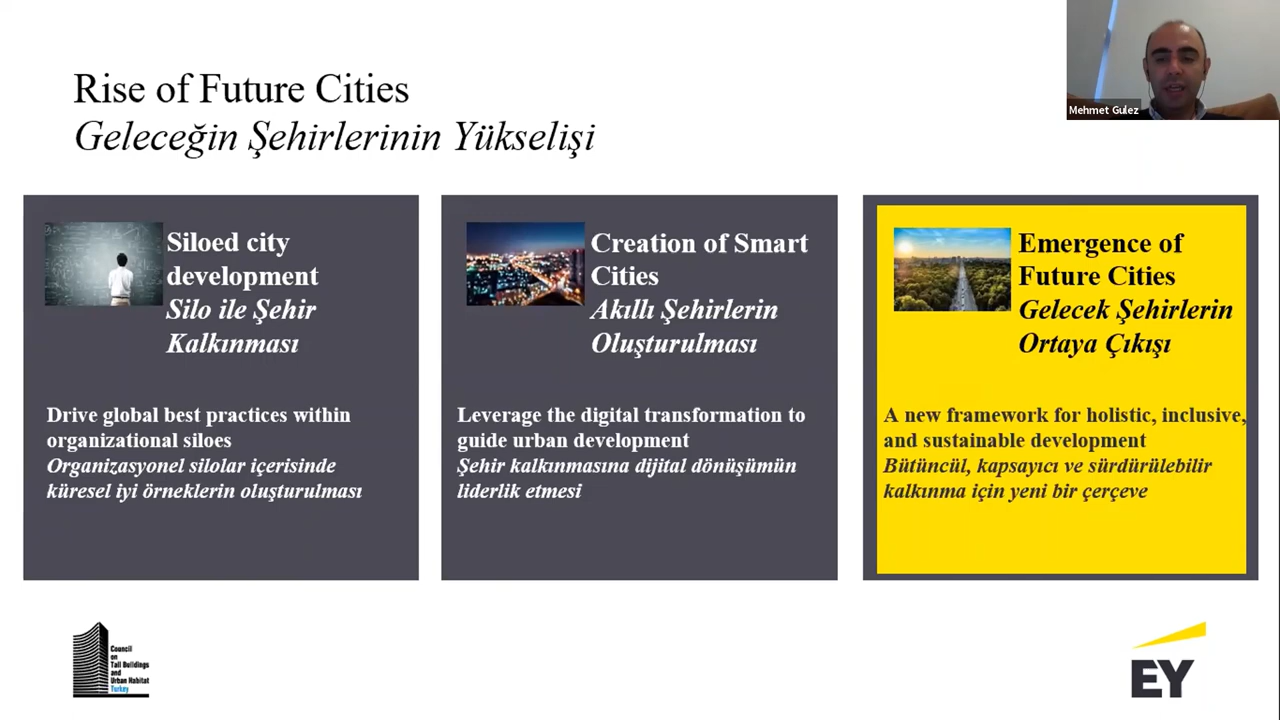 Mehmet Gulez
Rise of Future Cities
Geleceğin Şehirlerinin Yükselişi
Siloed city
development
Silo ile Şehir
Kalkınması
Drive global best practices within
organizational siloes
Organizasyonel silolar içerisinde
küresel iyi örneklerin oluşturulması
Creation of Smart
Cities
Akıllı Şehirlerin
Oluşturulması
Leverage the digital transformation to
guide urban development
Şehir kalkınmasına dijital dönüşümün
liderlik etmesi
Emergence of
Future Cities
Gelecek Şehirlerin
Ortaya Çıkışı
A new framework for holistic, inclusive,
and sustainable development
Bütüncül, kapsayıcı ve sürdürülebilir
kalkınma için yeni bir çerçeve
Council
on
Tall Buildings
and
Urban Habitat
Turkey
EY